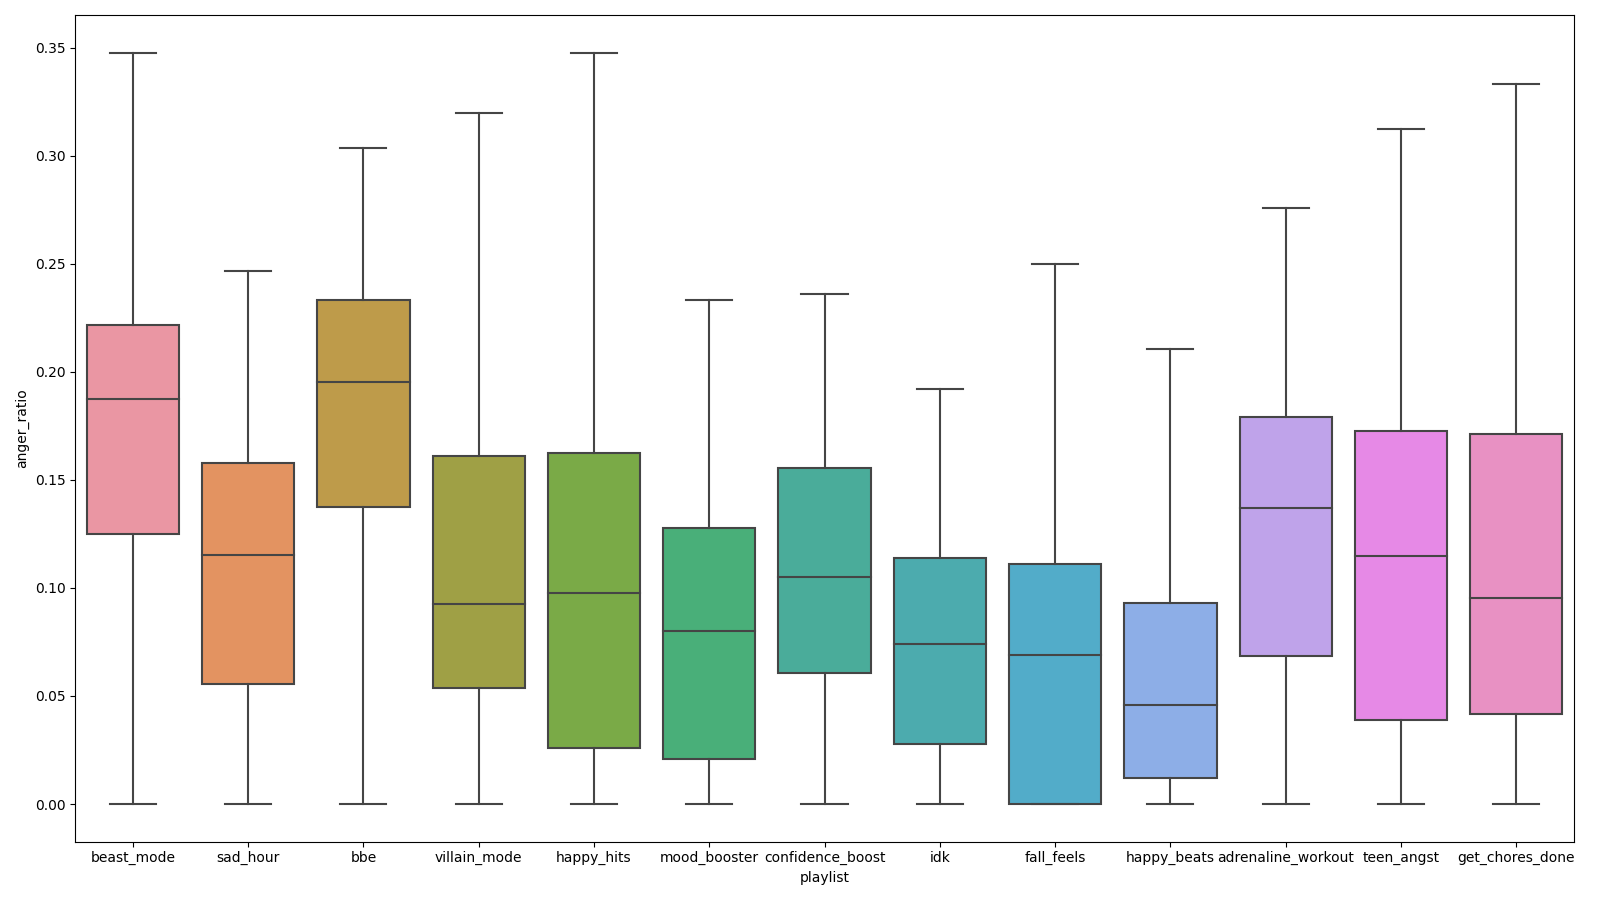 anger_ratio
0.35
0.30
0.25
0.20
0.15
0.10
0.05
0.00
beast_mode sad_hour bbe villain_mode happy_hits mood_booster confidence_boost idk fall_feels happy_beats adrenaline_workout teen_angst get_chores_done
playlist